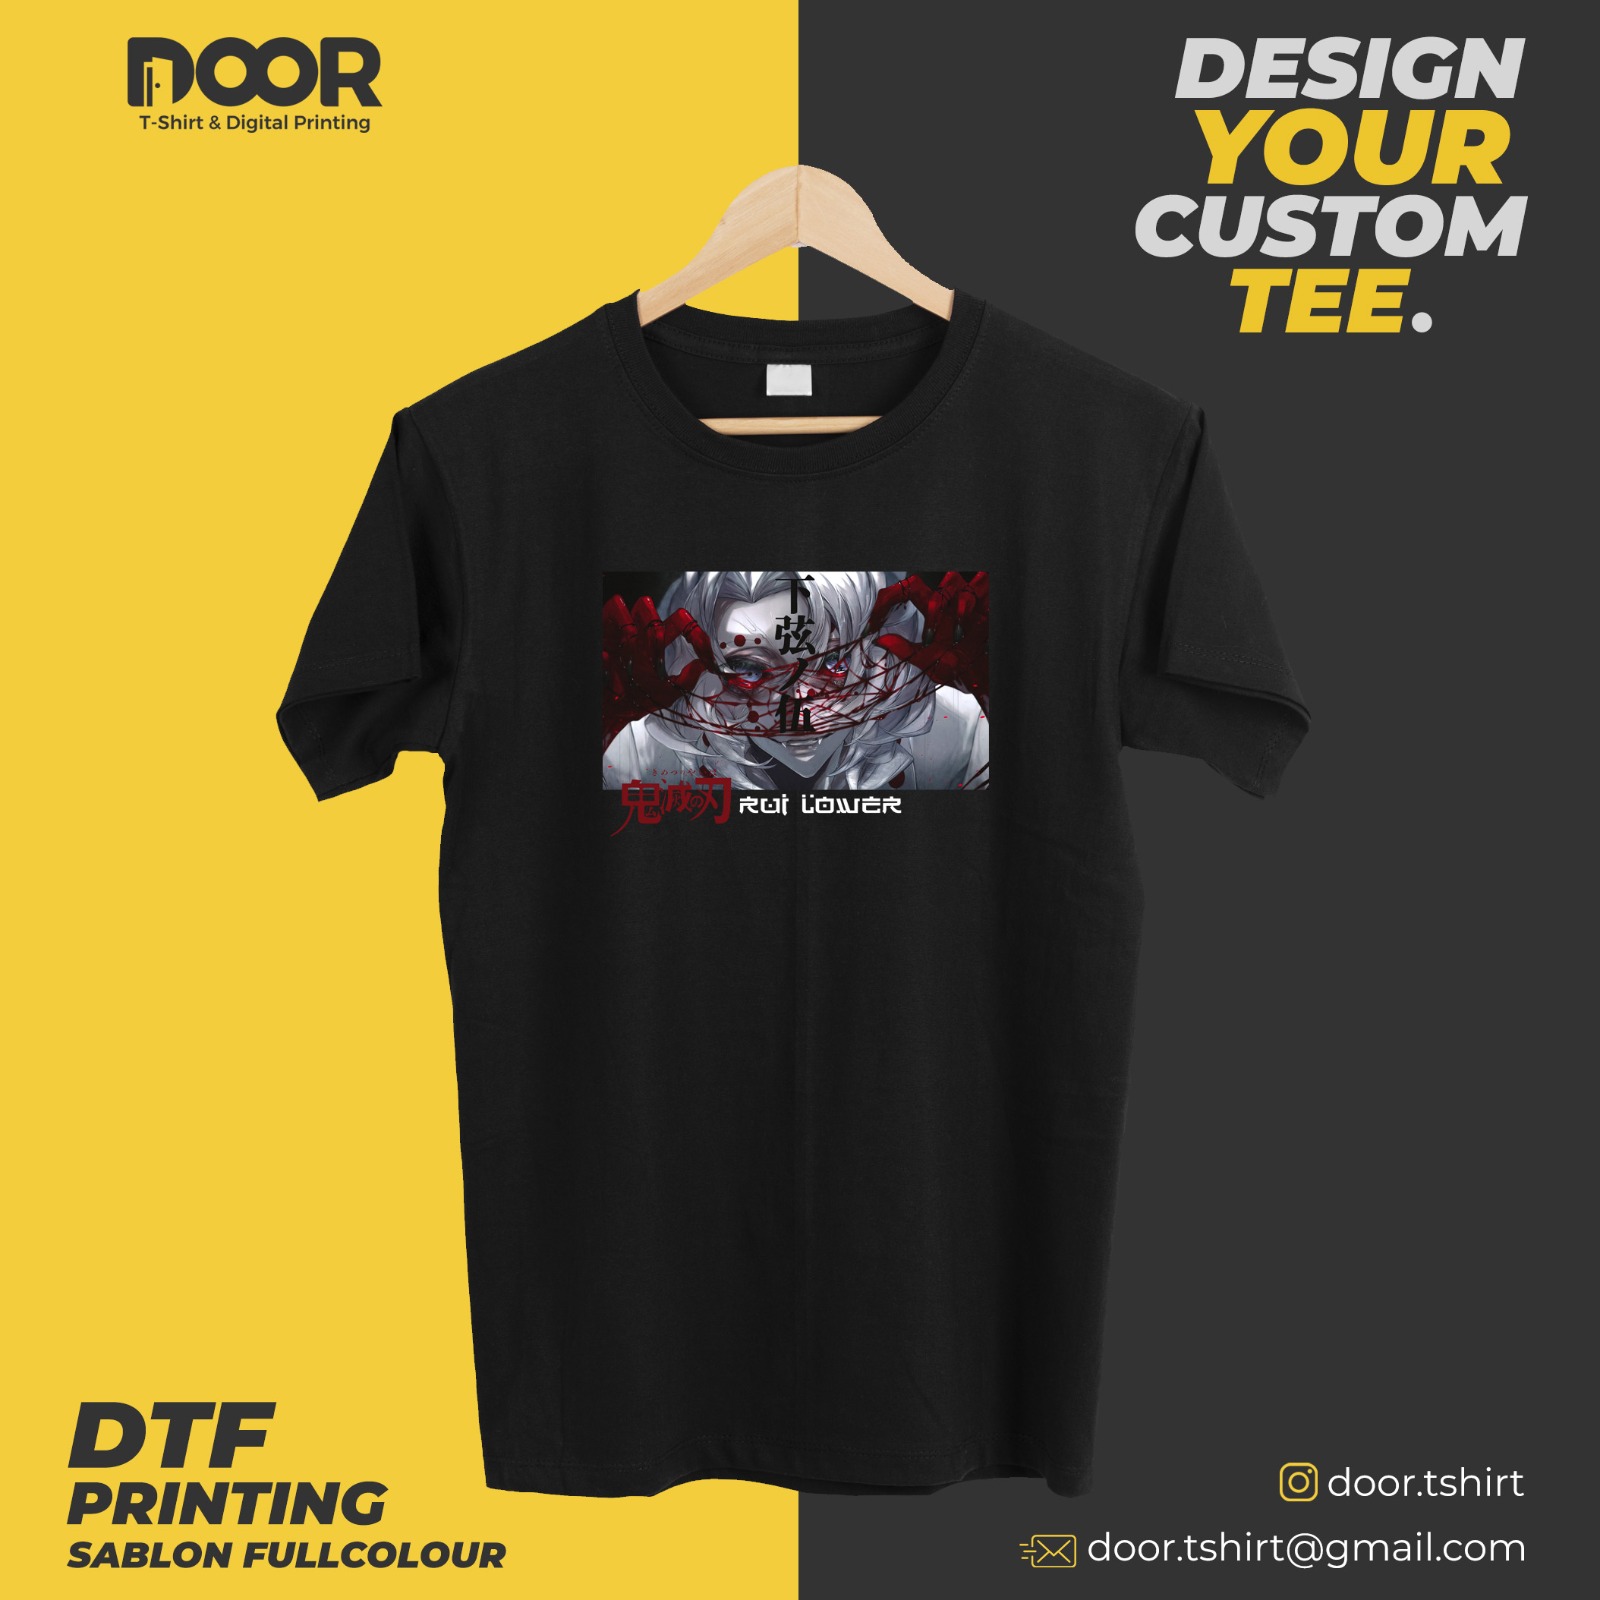 DOOR
T-Shirt & Digital Printing
DESIGN
YOUR
CUSTOM
TEE.
下弦ノ伍
鬼滅の刃
RUI LOWER
DTF
PRINTING
SABLON FULLCOLOUR
door.tshirt
door.tshirt@gmail.com